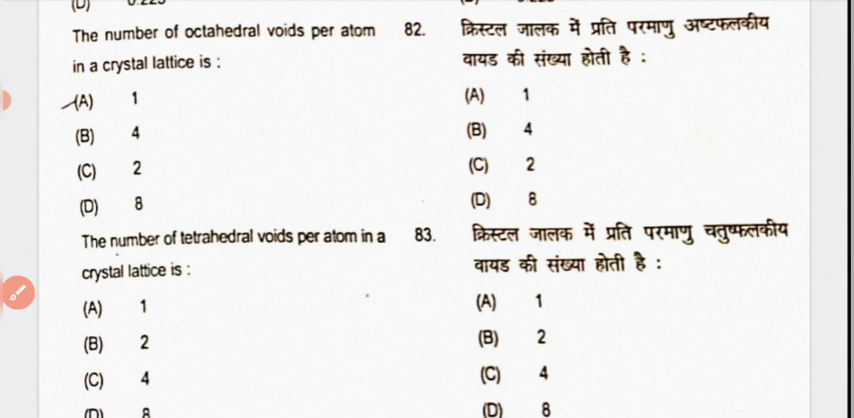 The number of octahedral voids per atom
in a crystal lattice is :
(A) 1
(B) 4
(C) 2
(D) 8
The number of tetrahedral voids per atom in a
crystal lattice is :
(A) 1
(B) 2
(C) 4
(D) 8
82. क्रिस्टल जालक में प्रति परमाणु अष्टफलकीय
वायड की संख्या होती है :
(A) 1
(B) 4
(C) 2
(D) 8
83. क्रिस्टल जालक में प्रति परमाणु चतुष्फलकीय
वायड की संख्या होती है :
(A) 1
(B) 2
(C) 4
(D) 8